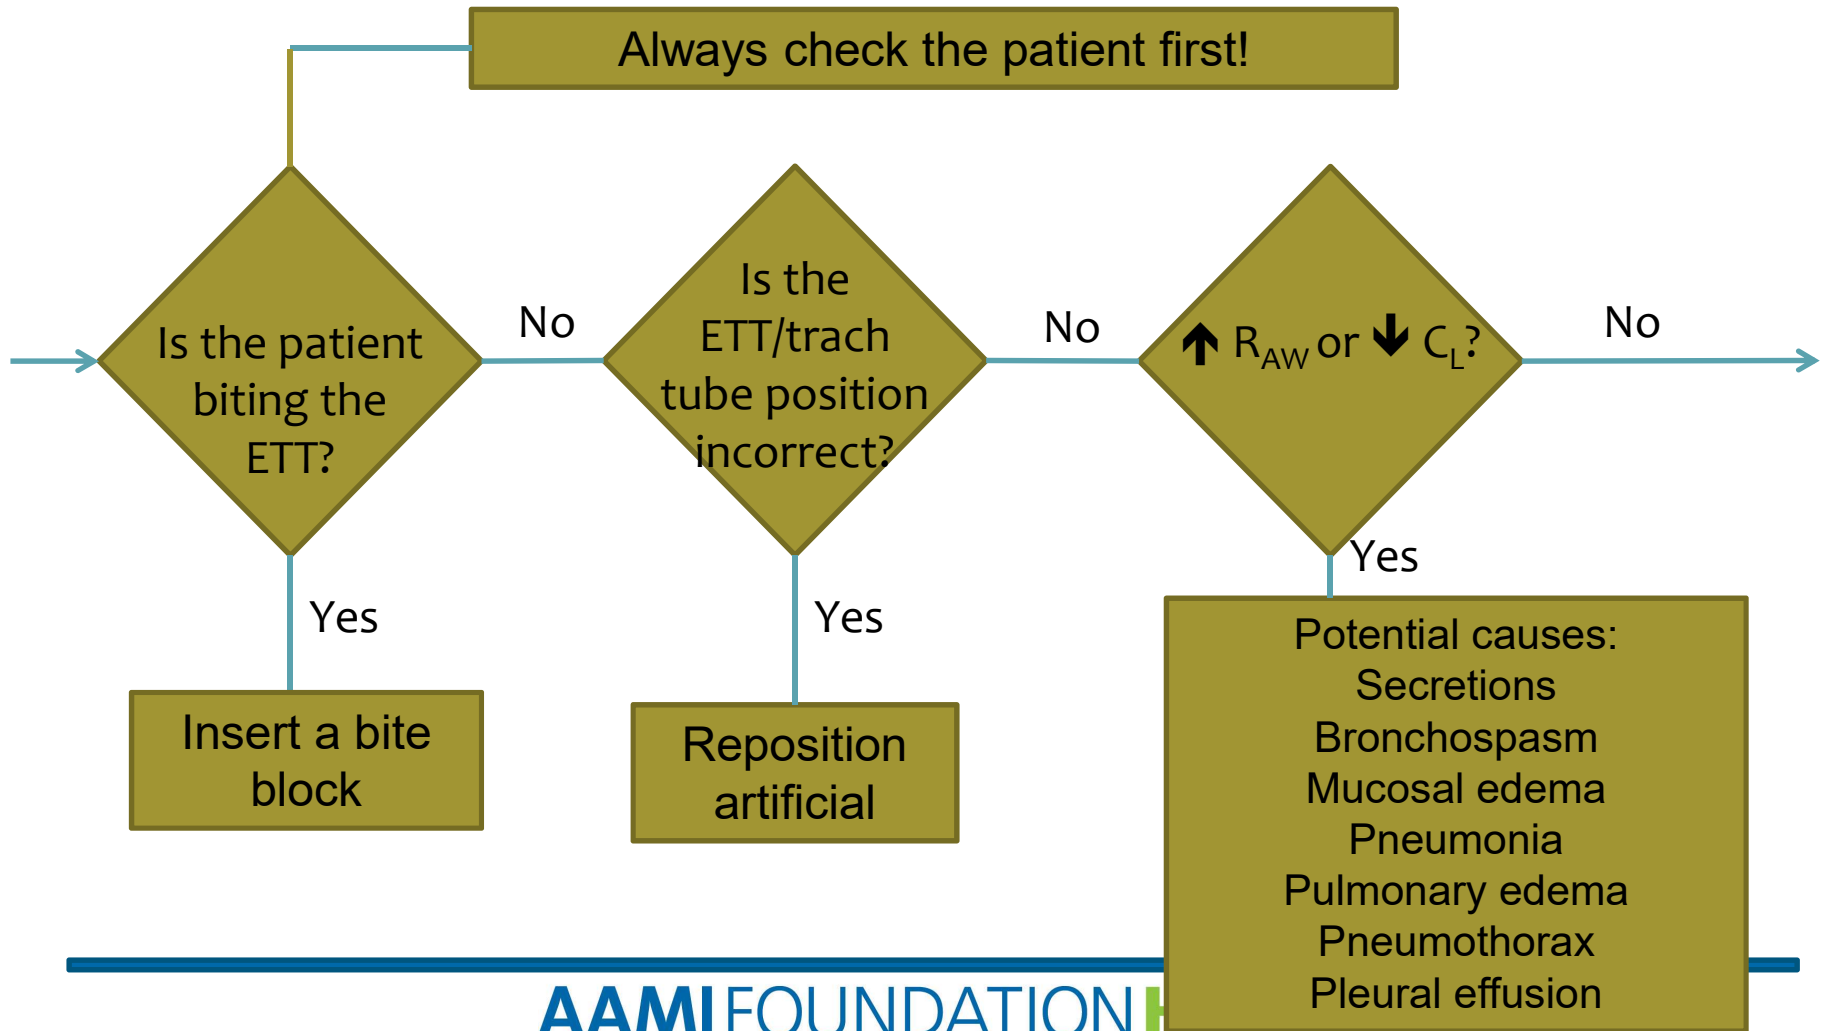 Always check the patient first!
Is the patient
biting the
ETT?
No
Is the
ETT/trach
tube position
incorrect?
No
🡹 R_AW or 🡻 C_L?
No
Yes
Yes
Yes
Insert a bite
block
Reposition
artificial
Potential causes:
Secretions
Bronchospasm
Mucosal edema
Pneumonia
Pulmonary edema
Pneumothorax
Pleural effusion
AAMI FOUNDATION